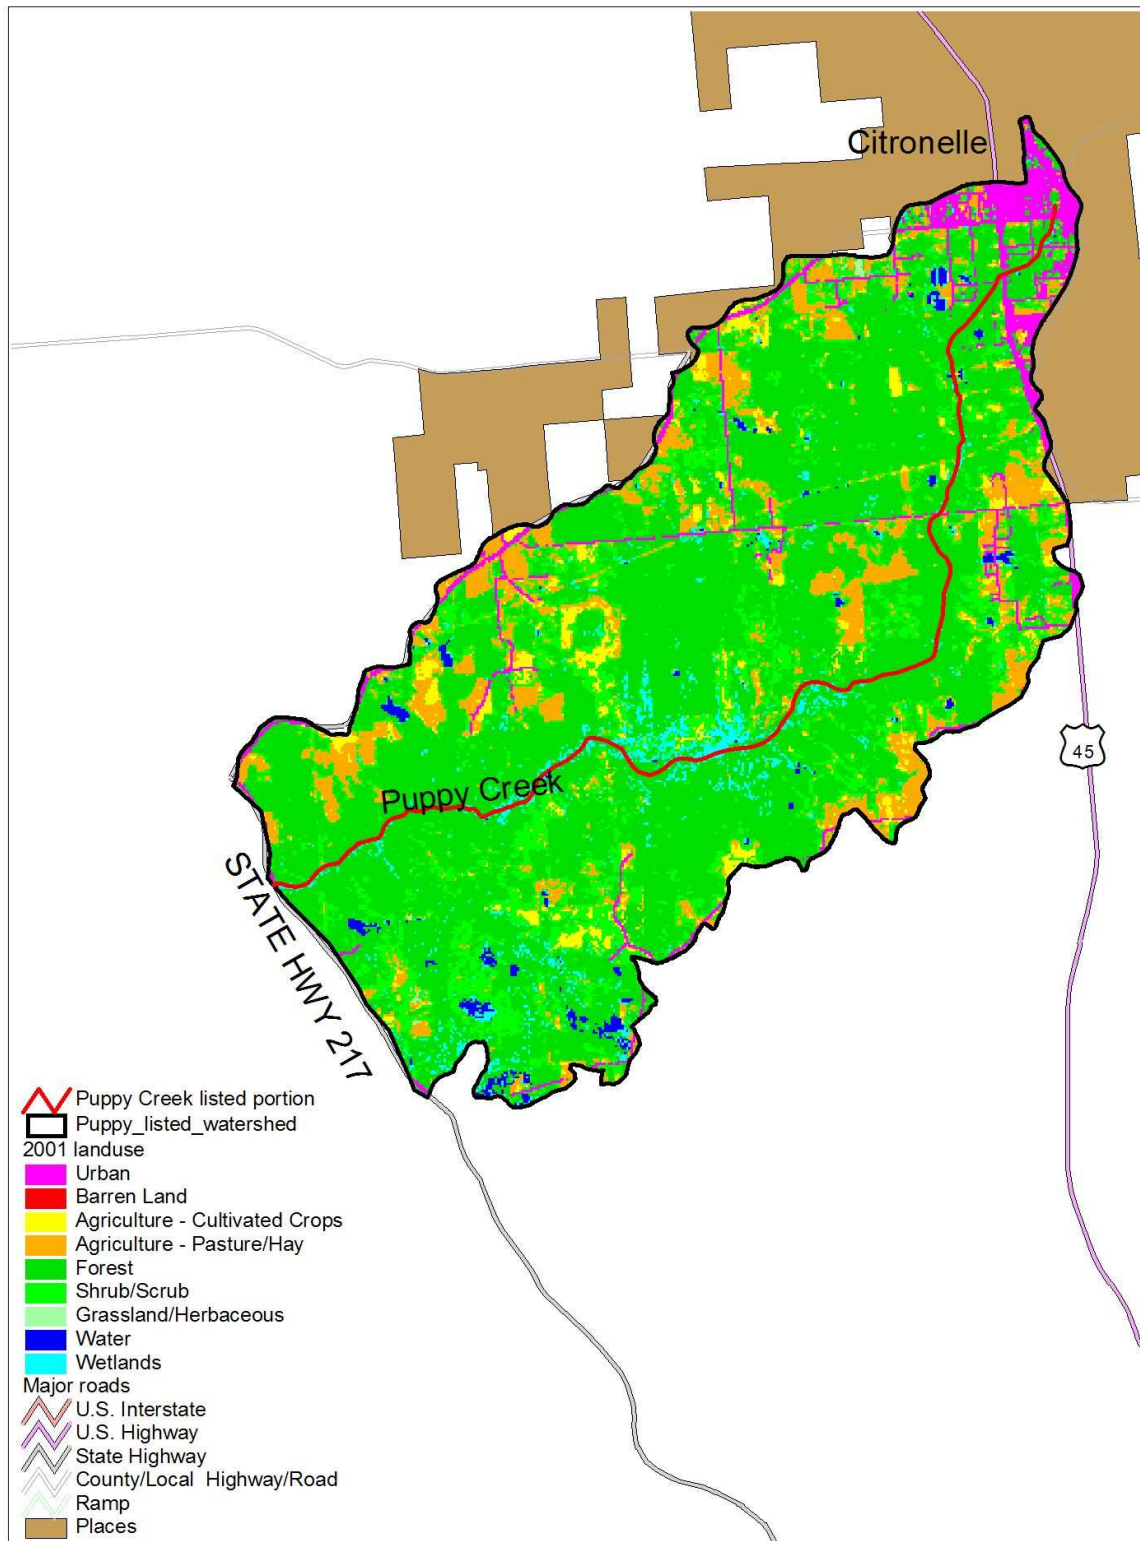 Citronelle
45
Puppy Creek
STATE HWY 217
Puppy Creek listed portion
Puppy_listed_watershed
2001 landuse
Urban
Barren Land
Agriculture - Cultivated Crops
Agriculture - Pasture/Hay
Forest
Shrub/Scrub
Grassland/Herbaceous
Water
Wetlands
Major roads
U.S. Interstate
U.S. Highway
State Highway
County/Local Highway/Road
Ramp
Places